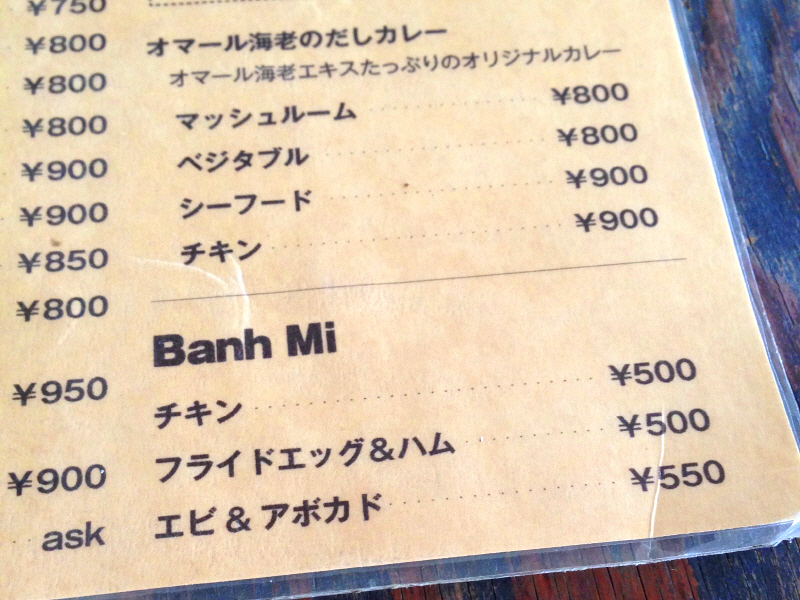 ¥750
¥800
¥800
¥800
¥900
¥900
¥850
¥800
¥950
¥900
ask
オマール海老のだしカレー
オマール海老エキスたっぷりのオリジナルカレー
マッシュルーム ¥800
ベジタブル ¥800
シーフード ¥900
チキン ¥900
Banh Mi
チキン ¥500
フライドエッグ&ハム ¥500
エビ & アボカド ¥550